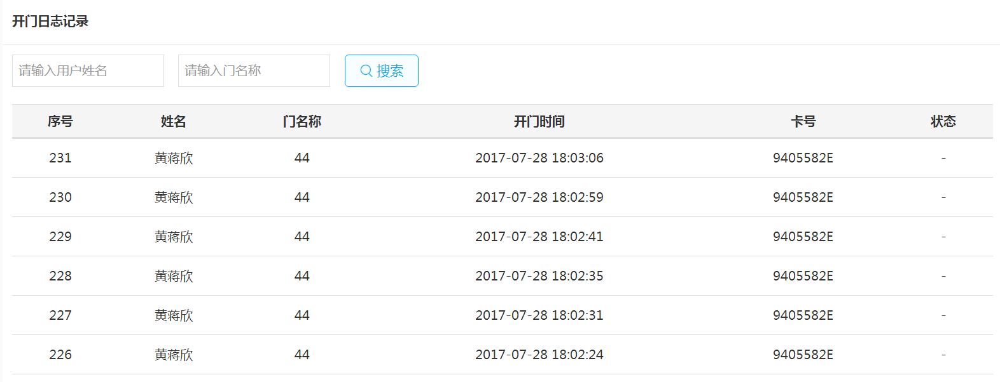 开门日志记录
请输入用户姓名 请输入门名称 搜索
序号 姓名 门名称 开门时间 卡号 状态
231 黄蒋欣 44 2017-07-28 18:03:06 9405582E -
230 黄蒋欣 44 2017-07-28 18:02:59 9405582E -
229 黄蒋欣 44 2017-07-28 18:02:41 9405582E -
228 黄蒋欣 44 2017-07-28 18:02:35 9405582E -
227 黄蒋欣 44 2017-07-28 18:02:31 9405582E -
226 黄蒋欣 44 2017-07-28 18:02:24 9405582E -